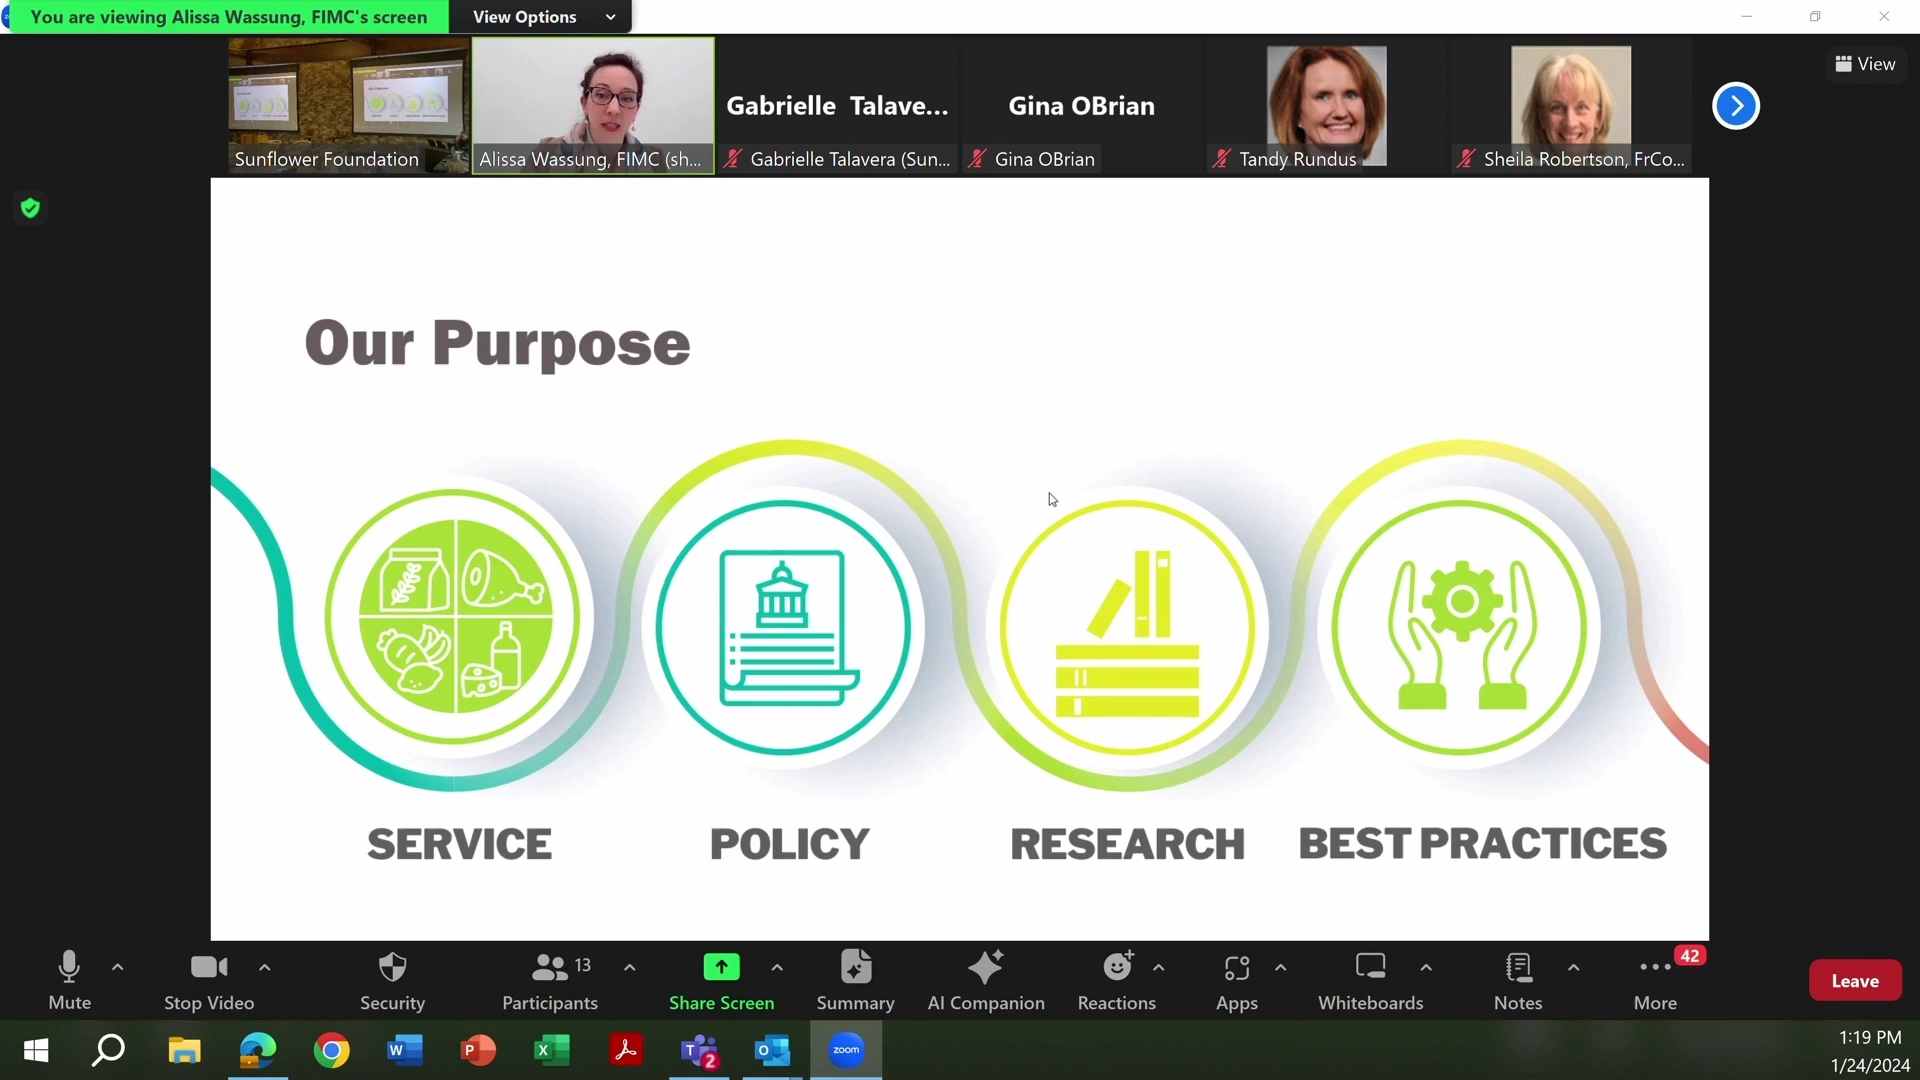 You are viewing Alissa Wassung, FIMC's screen
View Options
View
Gabrielle Talave...
Gina OBrian
Sunflower Foundation
Alissa Wassung, FIMC (sh...
Gabrielle Talavera (Sun...
Gina OBrian
Tandy Rundus
Sheila Robertson, FrCo...
Our Purpose
SERVICE
POLICY
RESEARCH
BEST PRACTICES
13
42
Mute
Stop Video
Security
Participants
Share Screen
Summary
AI Companion
Reactions
Apps
Whiteboards
Notes
More
Leave
W
P
X
T
2
O
zoom
1:19 PM
1/24/2024